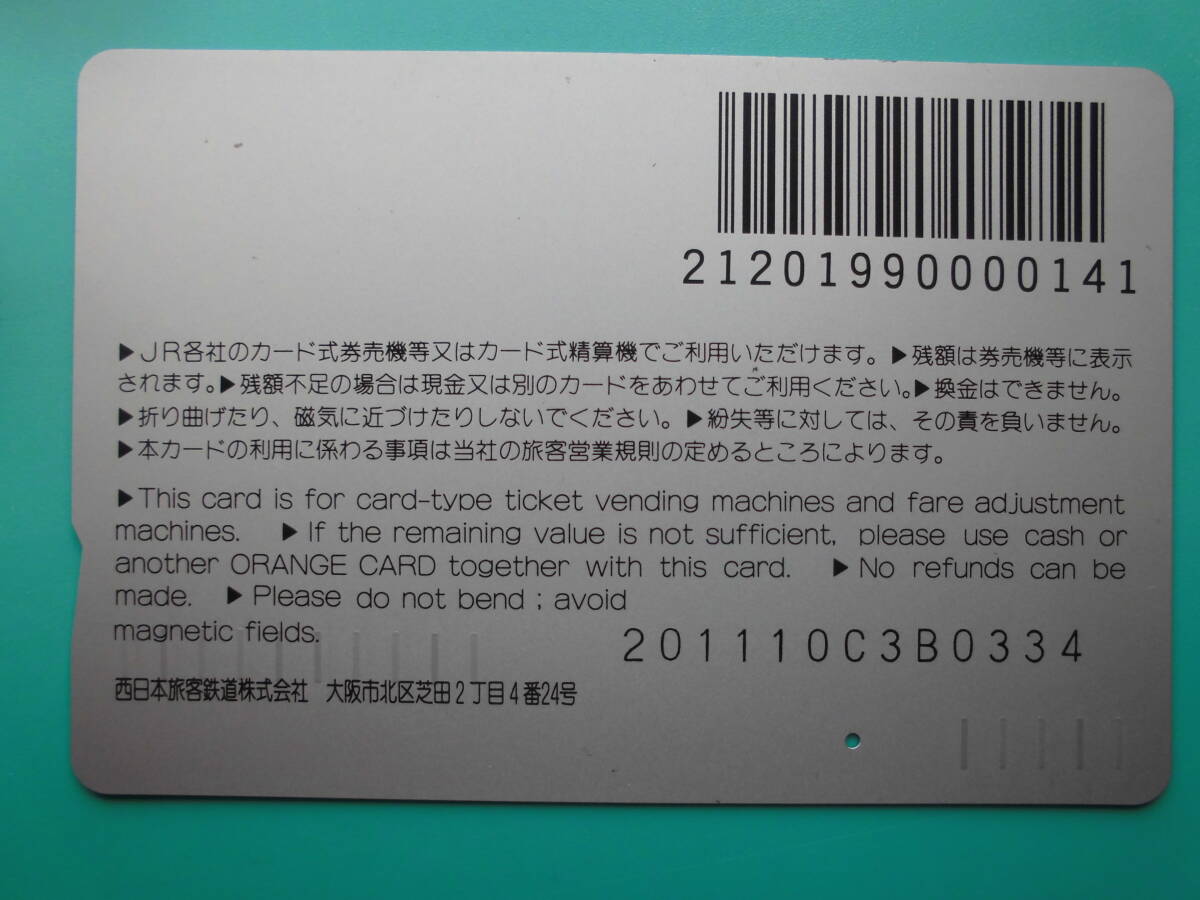 21201990000141
▶JR各社のカード式券売機等又はカード式精算機でご利用いただけます。▶残額は券売機等に表示
されます。▶残額不足の場合は現金又は別のカードをあわせてご利用ください。▶換金はできません。
▶折り曲げたり、磁気に近づけたりしないでください。▶紛失等に対しては、その責を負いません。
▶本カードの利用に係わる事項は当社の旅客営業規則の定めるところによります。
▶This card is for card-type ticket vending machines and fare adjustment
machines. ▶If the remaining value is not sufficient, please use cash or
another ORANGE CARD together with this card. ▶No refunds can be
made. ▶Please do not bend ; avoid
magnetic fields.
201110C3B0334
西日本旅客鉄道株式会社 大阪市北区芝田2丁目4番24号